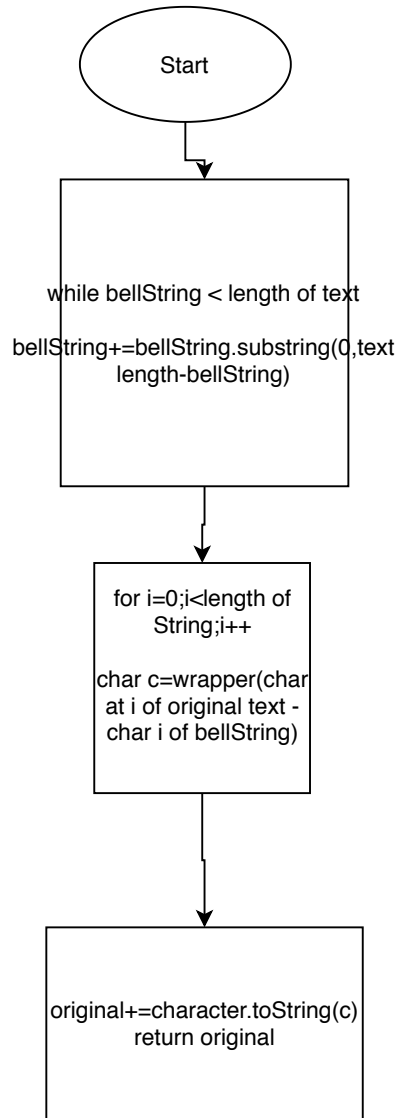 Start
while bellString < length of text
bellString+=bellString.substring(0,text
length-bellString)
for i=0;i<length of
String;i++
char c=wrapper(char
at i of original text -
char i of bellString)
original+=character.toString(c)
return original